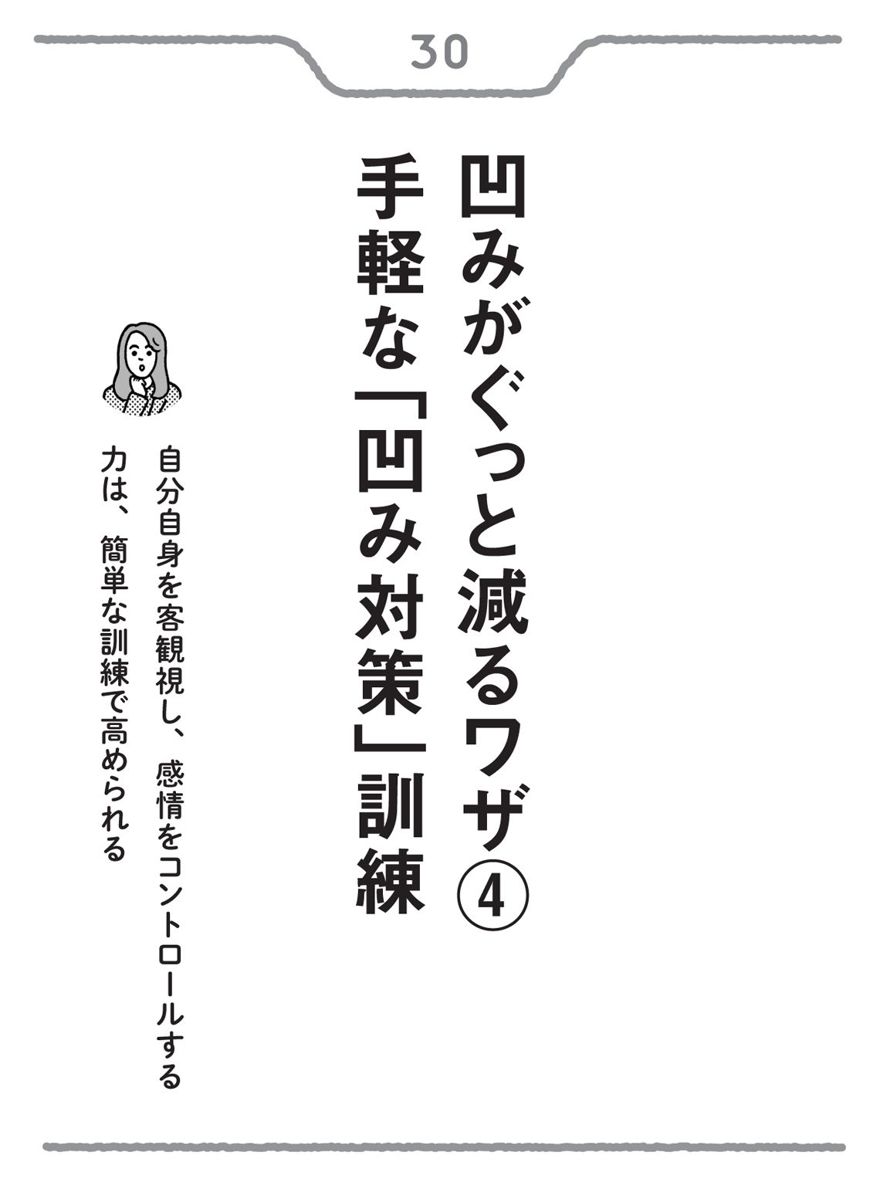 30
凹みがぐっと減るワザ④
手軽な「凹み対策」訓練
自分自身を客観視し、感情をコントロールする
力は、簡単な訓練で高められる